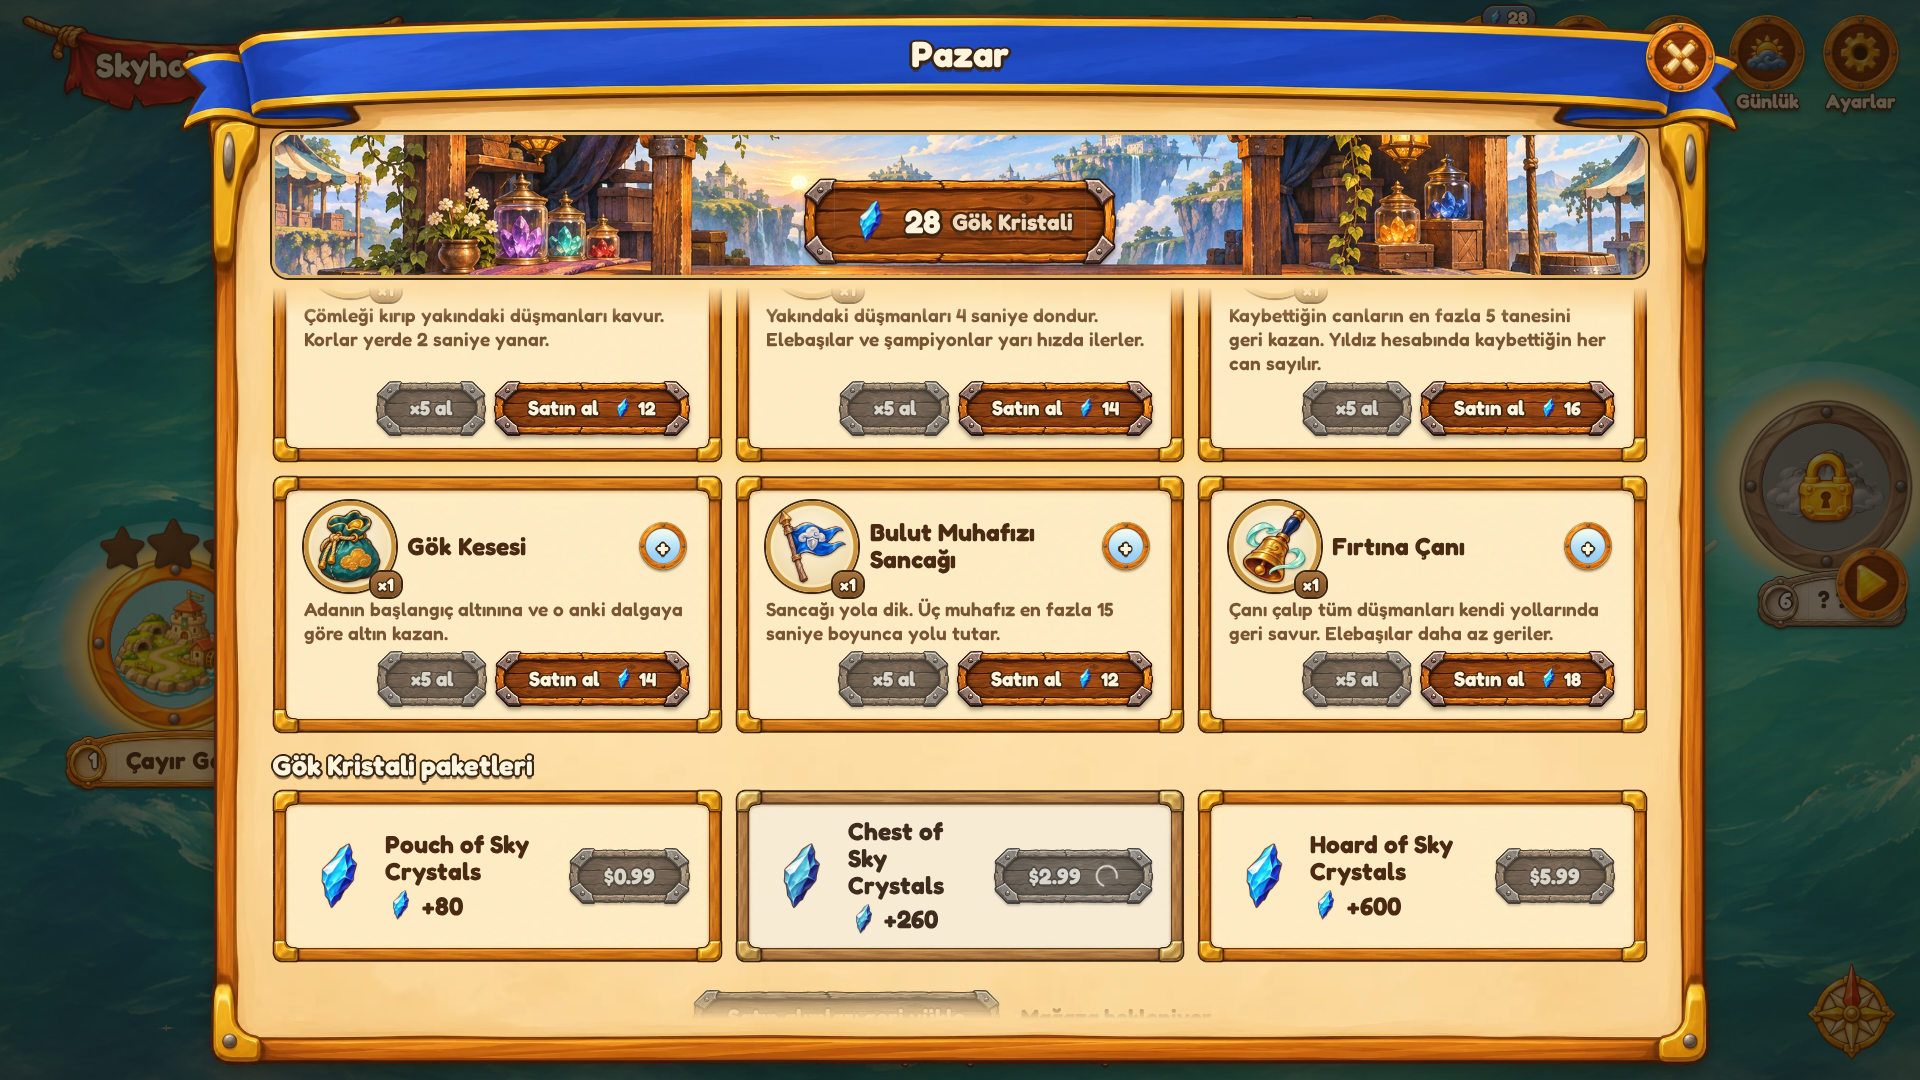 28
Pazar
Günlük
Ayarlar
28 Gök Kristali
x1
x1
x1
Çömleği kırıp yakındaki düşmanları kavur.
Korlar yerde 2 saniye yanar.
x5 al
Satın al 12
Yakındaki düşmanları 4 saniye dondur.
Elebaşılar ve şampiyonlar yarı hızda ilerler.
x5 al
Satın al 14
Kaybettiğin canların en fazla 5 tanesini
geri kazan. Yıldız hesabında kaybettiğin her
can sayılır.
x5 al
Satın al 16
Gök Kesesi
x1
Adanın başlangıç altınına ve o anki dalgaya
göre altın kazan.
x5 al
Satın al 14
Bulut Muhafızı
Sancağı
x1
Sancağı yola dik. Üç muhafız en fazla 15
saniye boyunca yolu tutar.
x5 al
Satın al 12
Fırtına Çanı
x1
Çanı çalıp tüm düşmanları kendi yollarında
geri savur. Elebaşılar daha az geriler.
x5 al
Satın al 18
1 Çayır
6 ?
Gök Kristali paketleri
Pouch of Sky
Crystals
+80
$0.99
Chest of
Sky
Crystals
+260
$2.99
Hoard of Sky
Crystals
+600
$5.99